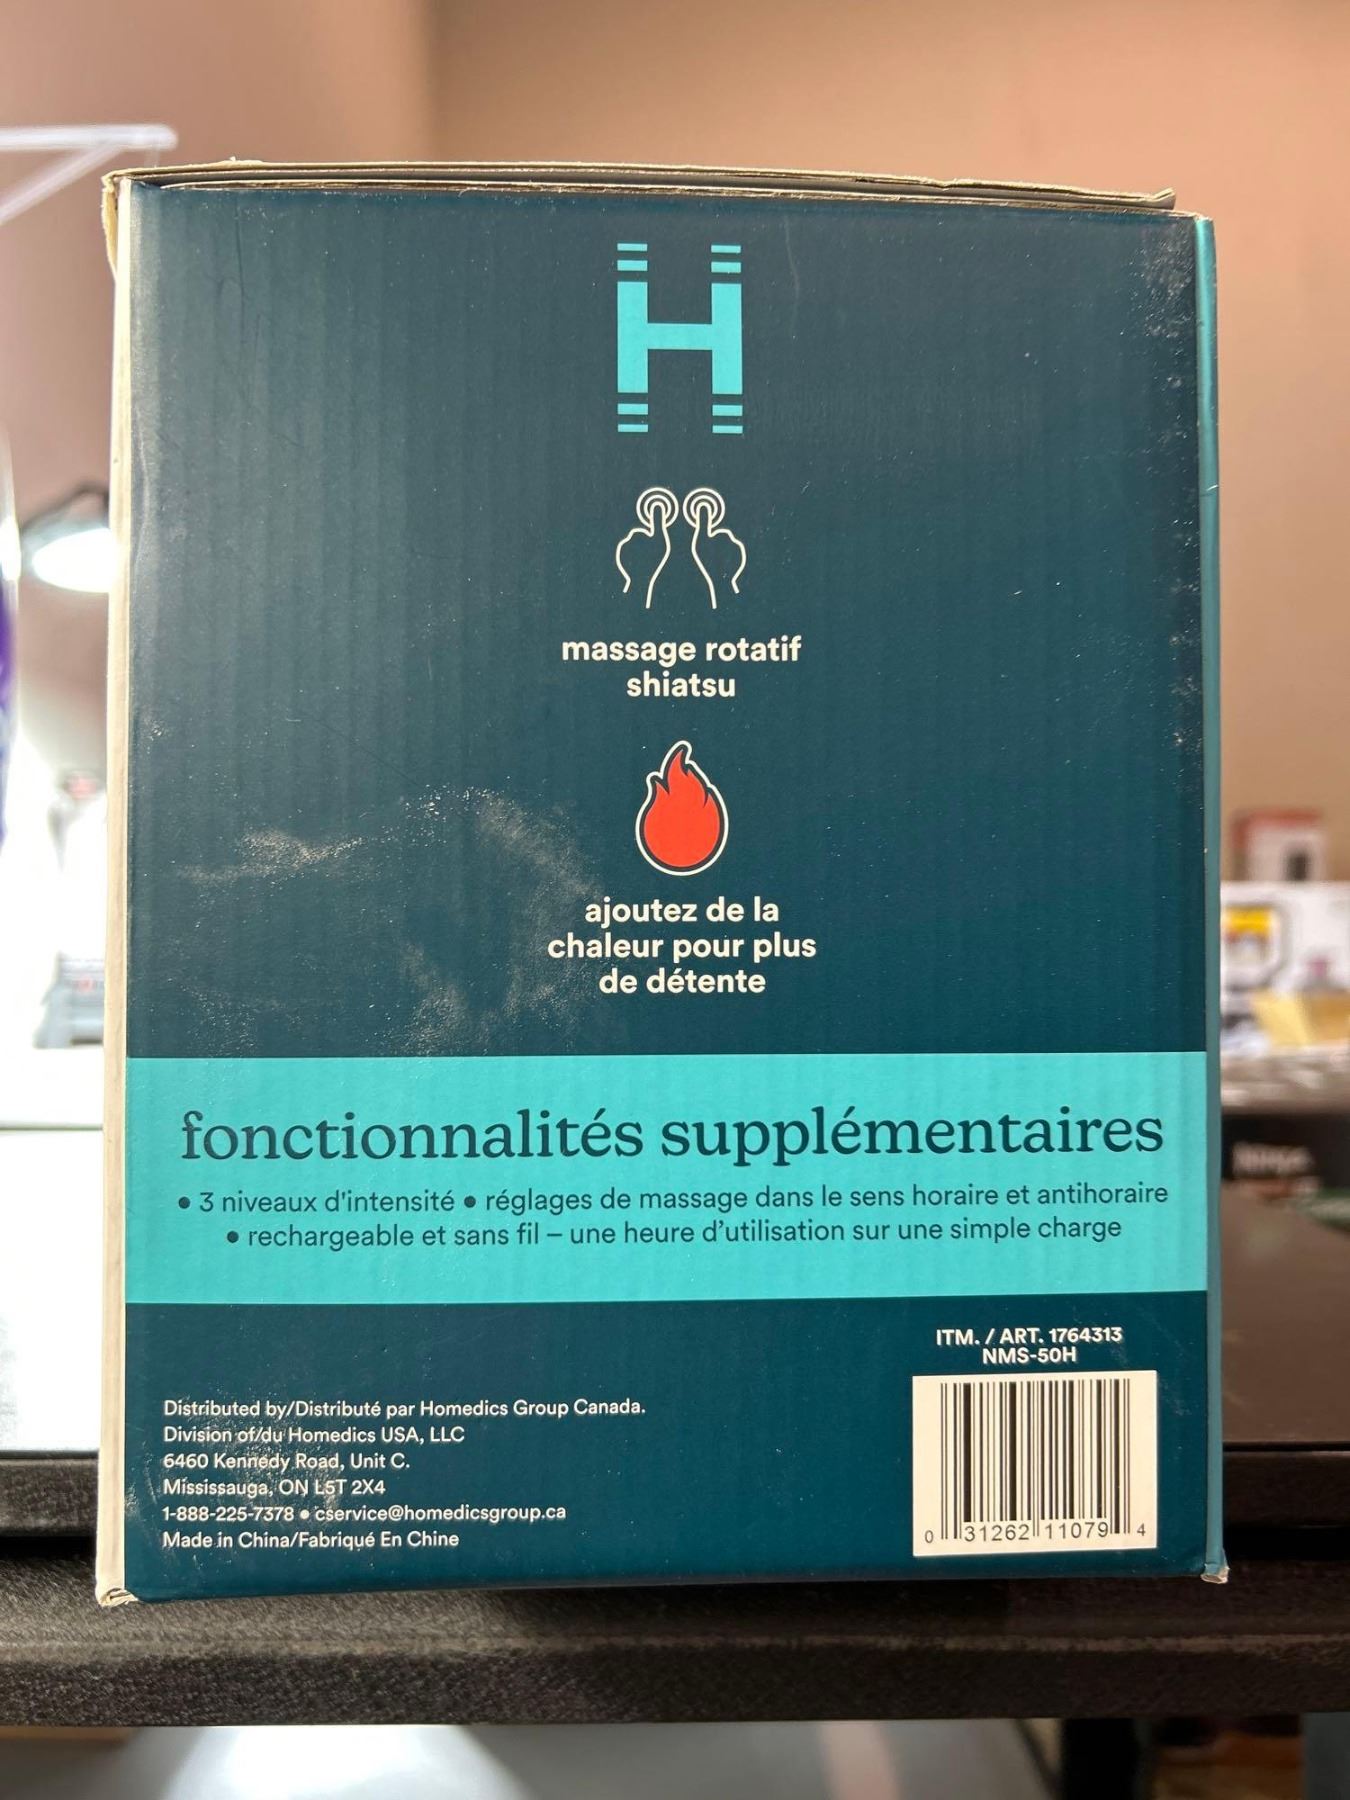 H
massage rotatif
shiatsu
ajoutez de la
chaleur pour plus
de détente
fonctionnalités supplémentaires
• 3 niveaux d'intensité • réglages de massage dans le sens horaire et antihoraire
• rechargeable et sans fil – une heure d’utilisation sur une simple charge
ITM. / ART. 1764313
NMS-50H
Distributed by/Distribué par Homedics Group Canada.
Division of/du Homedics USA, LLC
6460 Kennedy Road, Unit C.
Mississauga, ON L5T 2X4
1-888-225-7378 • cservice@homedicsgroup.ca
Made in China/Fabriqué En Chine
0 31262 11079 4